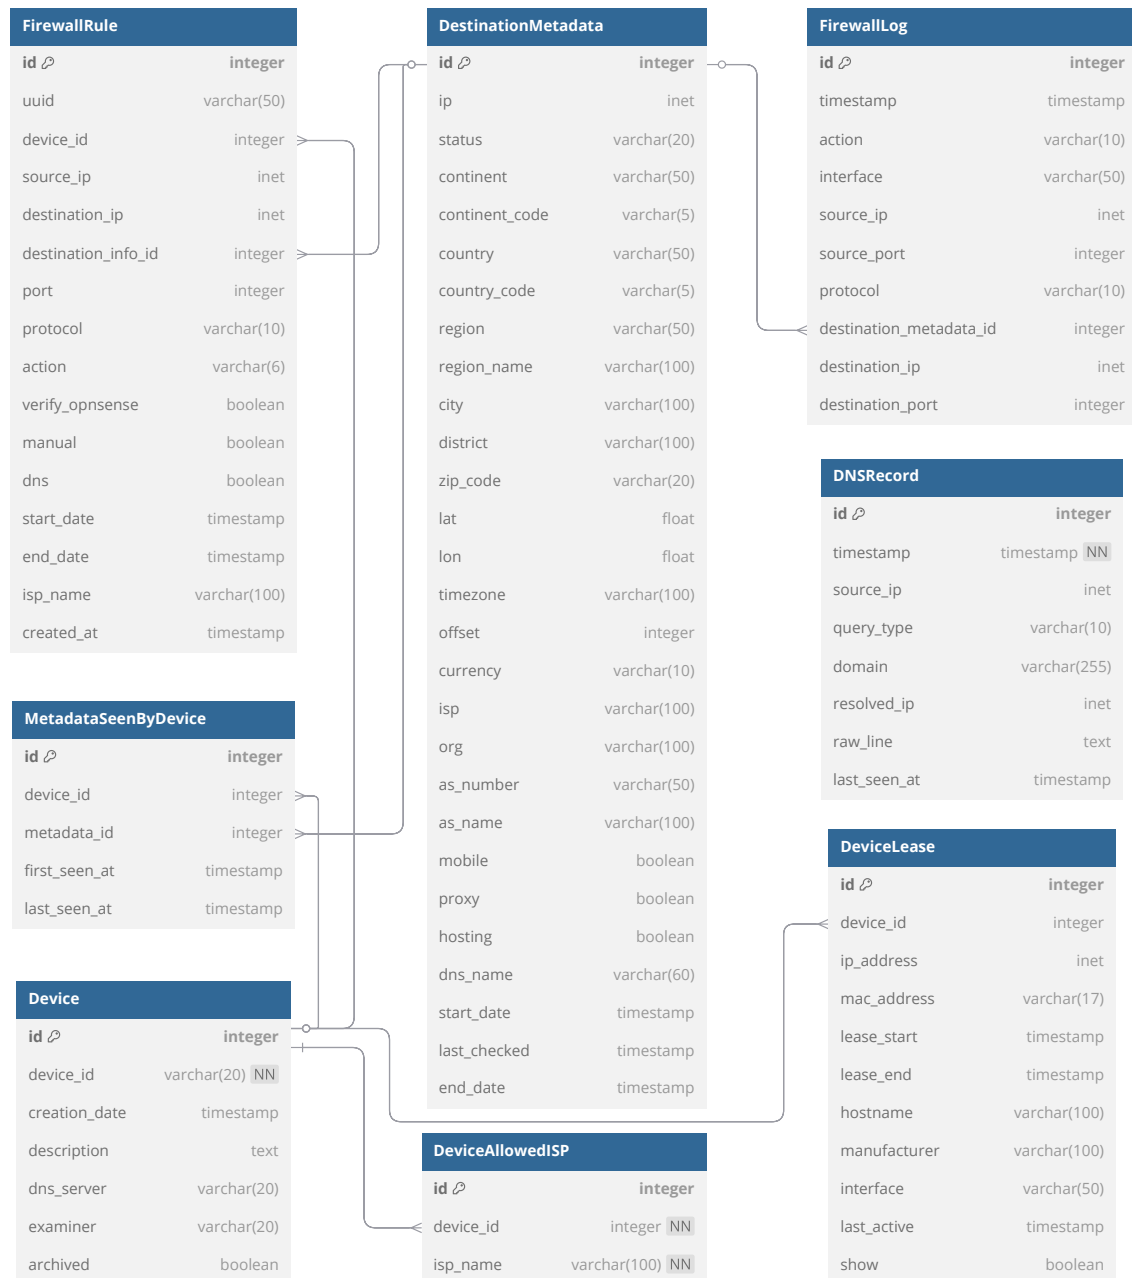 FirewallRule
id integer
uuid varchar(50)
device_id integer
source_ip inet
destination_ip inet
destination_info_id integer
port integer
protocol varchar(10)
action varchar(6)
verify_opnsense boolean
manual boolean
dns boolean
start_date timestamp
end_date timestamp
isp_name varchar(100)
created_at timestamp
MetadataSeenByDevice
id integer
device_id integer
metadata_id integer
first_seen_at timestamp
last_seen_at timestamp
Device
id integer
device_id varchar(20) NN
creation_date timestamp
description text
dns_server varchar(20)
examiner varchar(20)
archived boolean
DestinationMetadata
id integer
ip inet
status varchar(20)
continent varchar(50)
continent_code varchar(5)
country varchar(50)
country_code varchar(5)
region varchar(50)
region_name varchar(100)
city varchar(100)
district varchar(100)
zip_code varchar(20)
lat float
lon float
timezone varchar(100)
offset integer
currency varchar(10)
isp varchar(100)
org varchar(100)
as_number varchar(50)
as_name varchar(100)
mobile boolean
proxy boolean
hosting boolean
dns_name varchar(60)
start_date timestamp
last_checked timestamp
end_date timestamp
DeviceAllowedISP
id integer
device_id integer NN
isp_name varchar(100) NN
FirewallLog
id integer
timestamp timestamp
action varchar(10)
interface varchar(50)
source_ip inet
source_port integer
protocol varchar(10)
destination_metadata_id integer
destination_ip inet
destination_port integer
DNSRecord
id integer
timestamp timestamp NN
source_ip inet
query_type varchar(10)
domain varchar(255)
resolved_ip inet
raw_line text
last_seen_at timestamp
DeviceLease
id integer
device_id integer
ip_address inet
mac_address varchar(17)
lease_start timestamp
lease_end timestamp
hostname varchar(100)
manufacturer varchar(100)
interface varchar(50)
last_active timestamp
show boolean